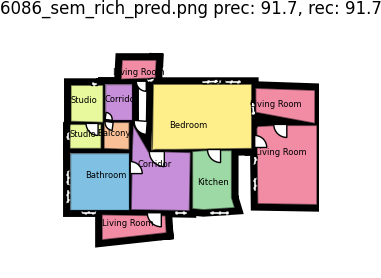 6086_sem_rich_pred.png prec: 91.7, rec: 91.7
Living Room
Studio
Corridor
Living Room
Bedroom
Studio
Balcony
Living Room
Corridor
Bathroom
Kitchen
Living Room